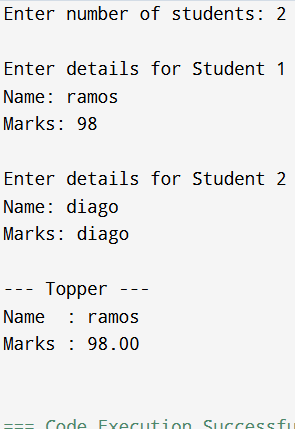 Enter number of students: 2
Enter details for Student 1
Name: ramos
Marks: 98
Enter details for Student 2
Name: diago
Marks: diago
--- Topper ---
Name  : ramos
Marks : 98.00
=== Code Execution